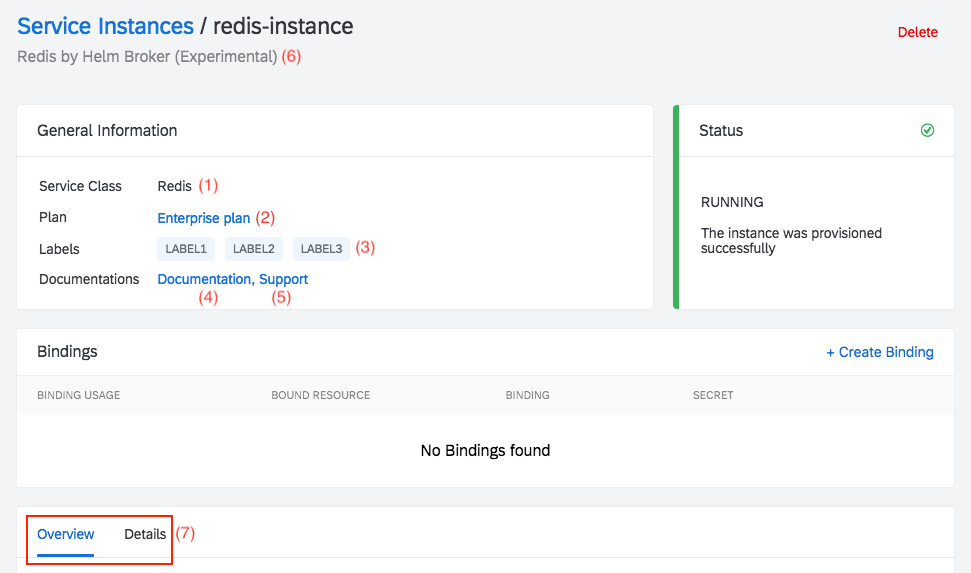 Service Instances / redis-instance
Delete
Redis by Helm Broker (Experimental) (6)
General Information
Status
Service Class Redis (1)
Plan Enterprise plan (2)
Labels LABEL1 LABEL2 LABEL3 (3)
Documentations Documentation, Support
(4) (5)
RUNNING
The instance was provisioned
successfully
Bindings
+ Create Binding
BINDING USAGE BOUND RESOURCE BINDING SECRET
No Bindings found
Overview Details (7)